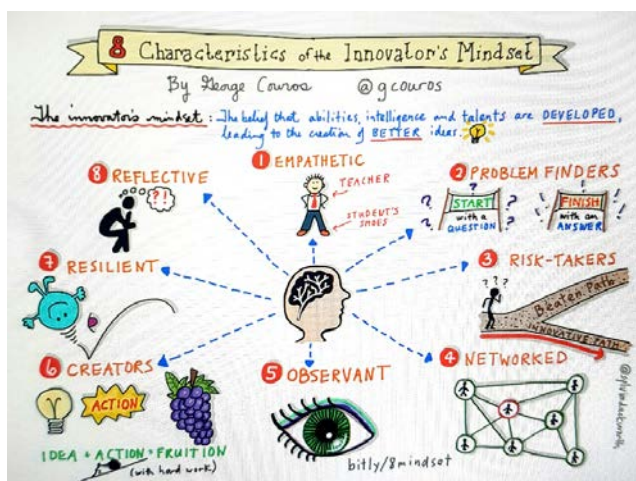 8 Characteristics of the Innovator's Mindset
By George Couros @gcouros
The innovator's mindset: The belief that abilities, intelligence and talents are DEVELOPED,
leading to the creation of BETTER ideas.
1 EMPATHETIC
TEACHER
STUDENT'S
SHOES
2 PROBLEM FINDERS
? ? ? ? ?
START
with a
QUESTION
FINISH
with an
ANSWER
3 RISK-TAKERS
? ? ?
Beaten Path
INNOVATIVE PATH
4 NETWORKED
5 OBSERVANT
bitly/8mindset
6 CREATORS
ACTION
IDEA + ACTION = FRUITION
(with hard work)
7 RESILIENT
8 REFLECTIVE
?!
@sylviaduckworth